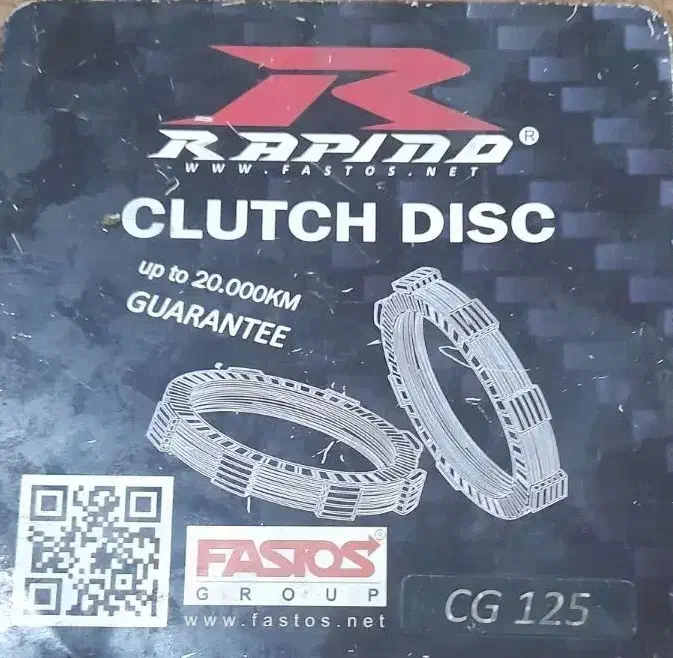 RAPIDO®
WWW.FASTOS.NET
CLUTCH DISC
up to 20.000KM
GUARANTEE
FASTOS®
GROUP
www.fastos.net
CG 125